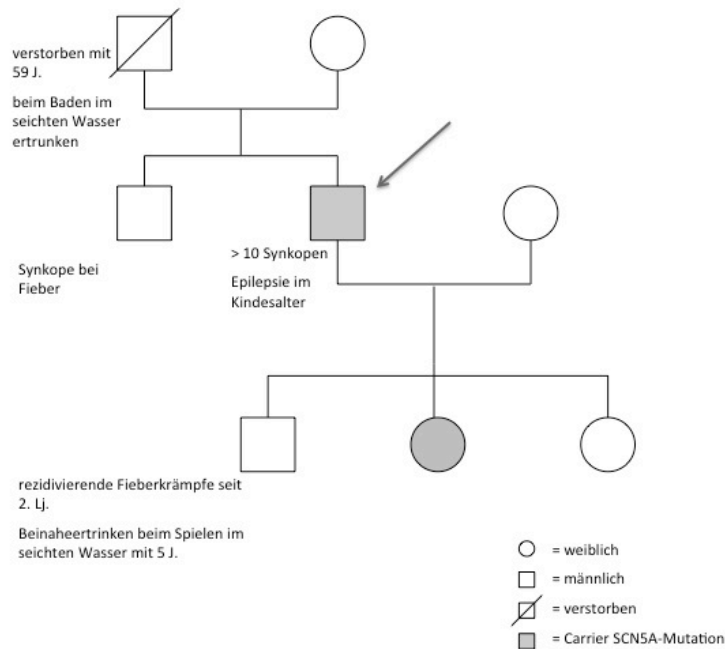 verstorben mit
59 J.
beim Baden im
seichten Wasser
ertrunken
Synkope bei
Fieber
> 10 Synkopen
Epilepsie im
Kindesalter
rezidivierende Fieberkrämpfe seit
2. Lj.
Beinaheertrinken beim Spielen im
seichten Wasser mit 5 J.
= weiblich
= männlich
= verstorben
= Carrier SCN5A-Mutation